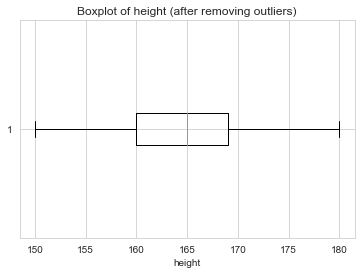 Boxplot of height (after removing outliers)
1
150 155 160 165 170 175 180
height